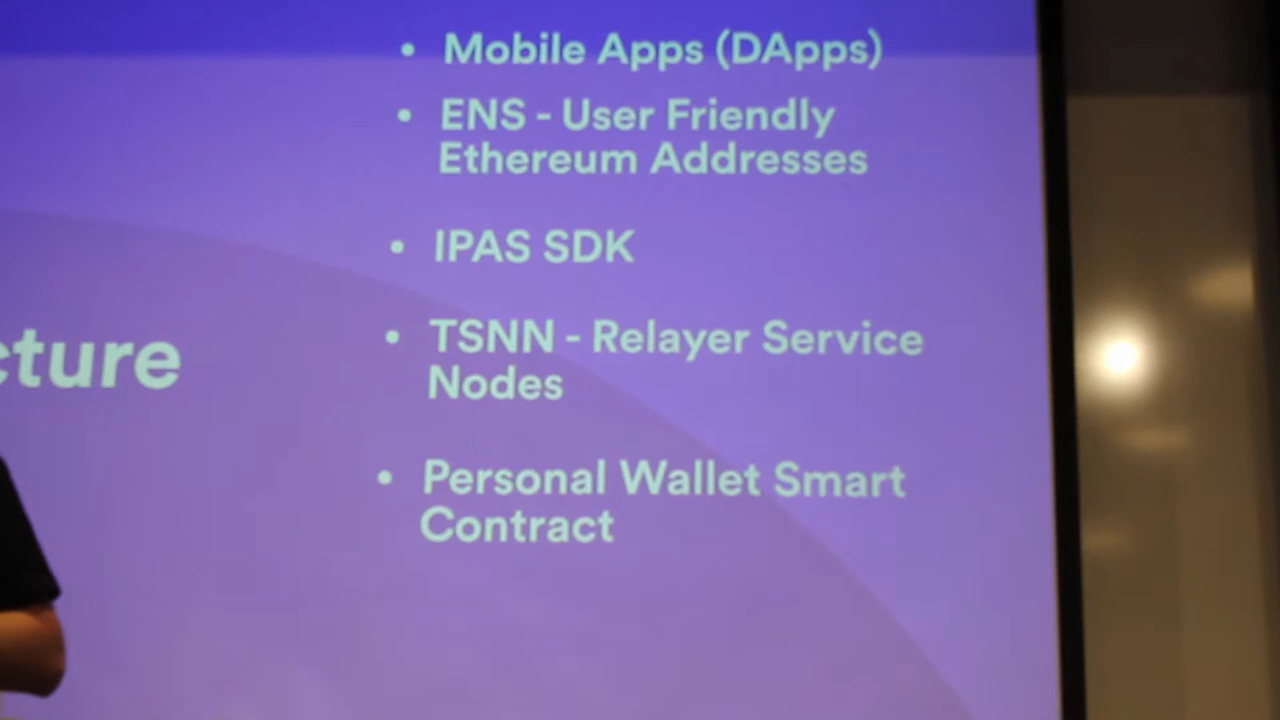 • Mobile Apps (DApps)
• ENS - User Friendly
Ethereum Addresses
• IPAS SDK
cture
• TSNN - Relayer Service
Nodes
• Personal Wallet Smart
Contract